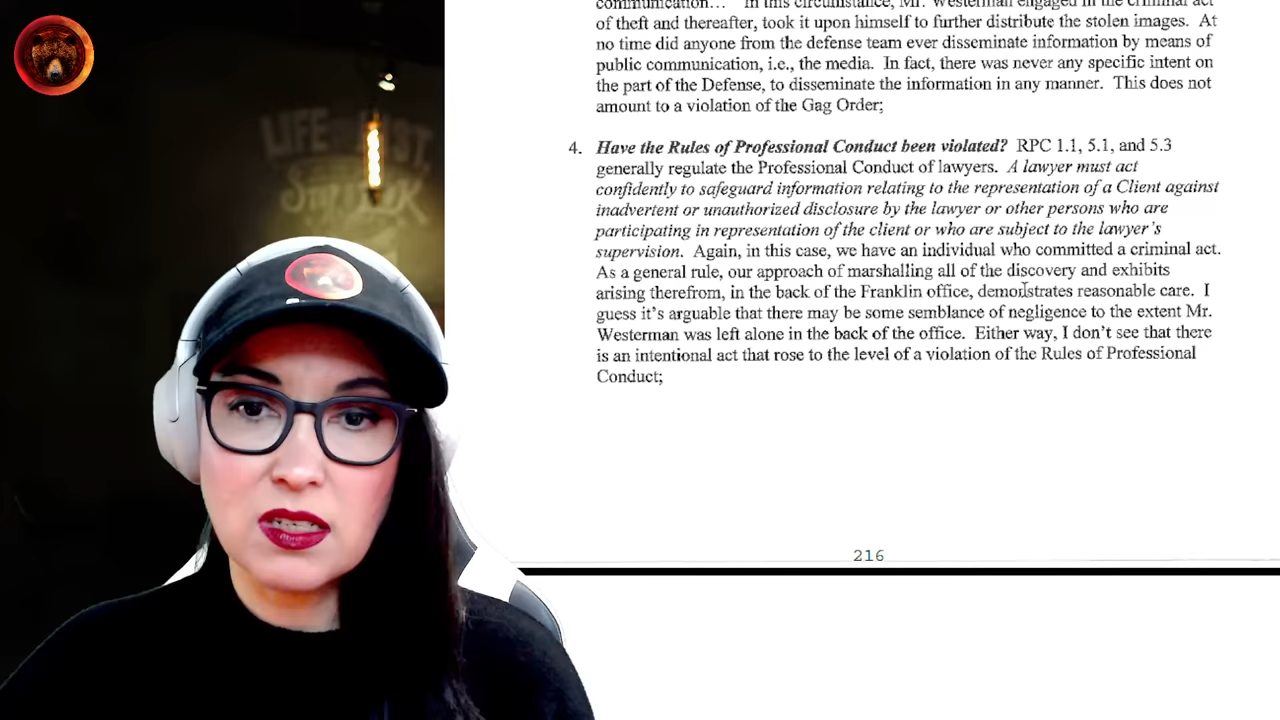 communication… In this circumstance, Mr. Westerman engaged in the criminal act
of theft and thereafter, took it upon himself to further distribute the stolen images. At
no time did anyone from the defense team ever disseminate information by means of
public communication, i.e., the media. In fact, there was never any specific intent on
the part of the Defense, to disseminate the information in any manner. This does not
amount to a violation of the Gag Order;
4. Have the Rules of Professional Conduct been violated? RPC 1.1, 5.1, and 5.3
generally regulate the Professional Conduct of lawyers. A lawyer must act
confidently to safeguard information relating to the representation of a Client against
inadvertent or unauthorized disclosure by the lawyer or other persons who are
participating in representation of the client or who are subject to the lawyer's
supervision. Again, in this case, we have an individual who committed a criminal act.
As a general rule, our approach of marshalling all of the discovery and exhibits
arising therefrom, in the back of the Franklin office, demonstrates reasonable care. I
guess it's arguable that there may be some semblance of negligence to the extent Mr.
Westerman was left alone in the back of the office. Either way, I don't see that there
is an intentional act that rose to the level of a violation of the Rules of Professional
Conduct;
216
LIFE